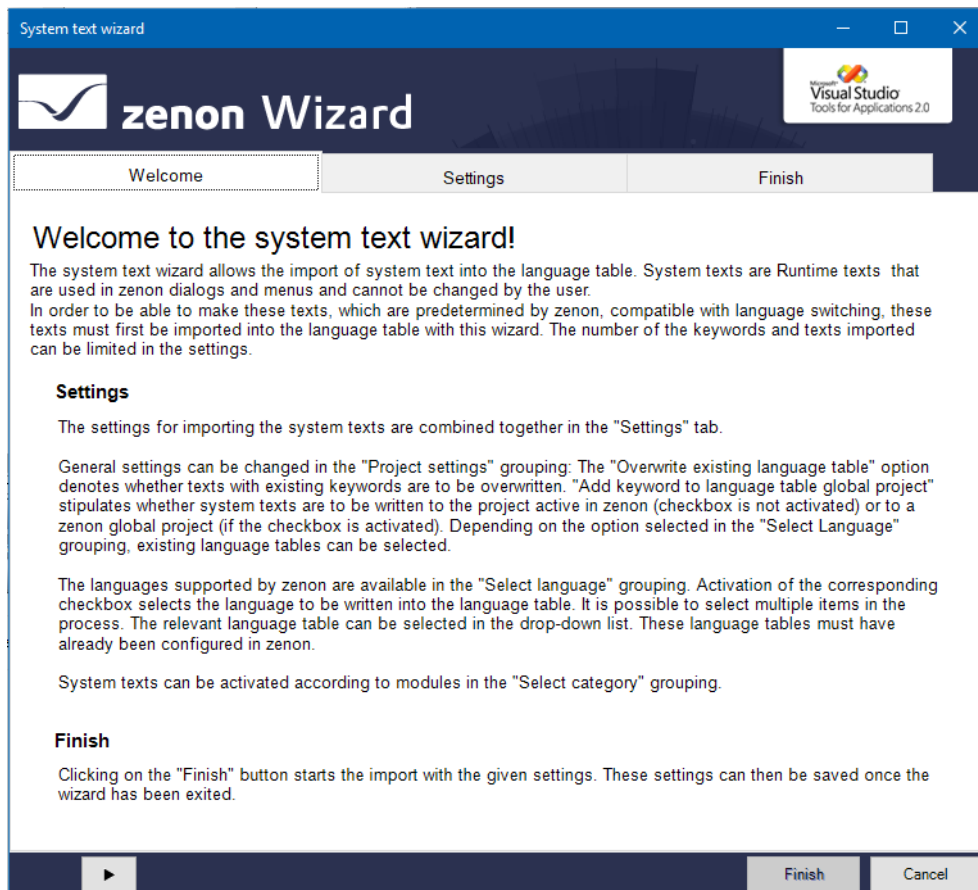 System text wizard
zenon Wizard
Microsoft
Visual Studio
Tools for Applications 2.0
Welcome
Settings
Finish
Welcome to the system text wizard!
The system text wizard allows the import of system text into the language table. System texts are Runtime texts that
are used in zenon dialogs and menus and cannot be changed by the user.
In order to be able to make these texts, which are predetermined by zenon, compatible with language switching, these
texts must first be imported into the language table with this wizard. The number of the keywords and texts imported
can be limited in the settings.
Settings
The settings for importing the system texts are combined together in the "Settings" tab.
General settings can be changed in the "Project settings" grouping: The "Overwrite existing language table" option
denotes whether texts with existing keywords are to be overwritten. "Add keyword to language table global project"
stipulates whether system texts are to be written to the project active in zenon (checkbox is not activated) or to a
zenon global project (if the checkbox is activated). Depending on the option selected in the "Select Language"
grouping, existing language tables can be selected.
The languages supported by zenon are available in the "Select language" grouping. Activation of the corresponding
checkbox selects the language to be written into the language table. It is possible to select multiple items in the
process. The relevant language table can be selected in the drop-down list. These language tables must have
already been configured in zenon.
System texts can be activated according to modules in the "Select category" grouping.
Finish
Clicking on the "Finish" button starts the import with the given settings. These settings can then be saved once the
wizard has been exited.
Finish
Cancel